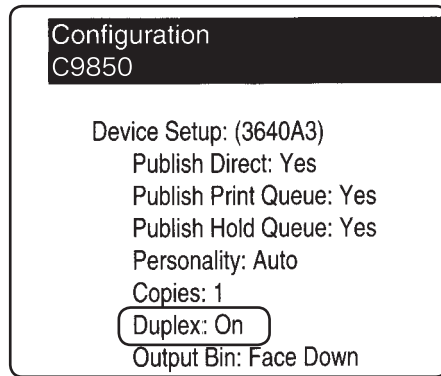 Configuration
C9850
Device Setup: (3640A3)
Publish Direct: Yes
Publish Print Queue: Yes
Publish Hold Queue: Yes
Personality: Auto
Copies: 1
Duplex: On
Output Bin: Face Down